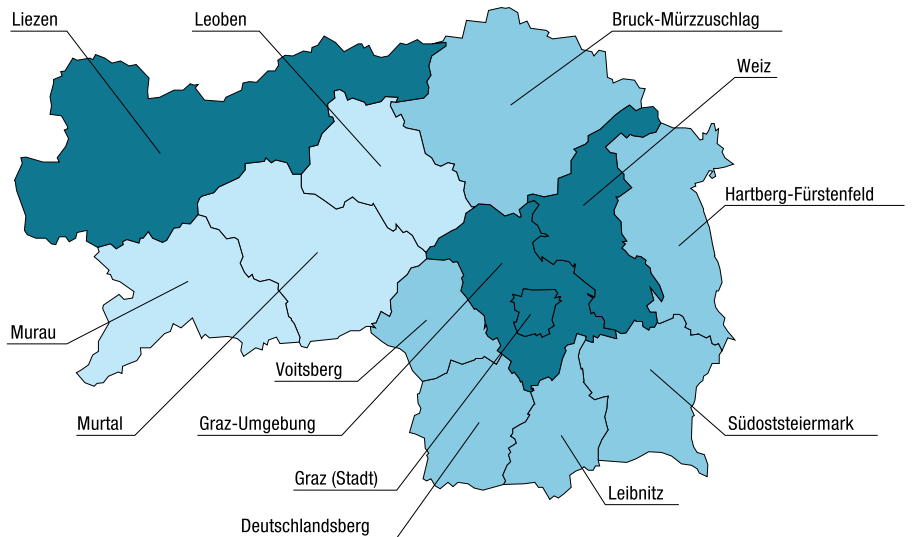 Liezen
Leoben
Bruck-Mürzzuschlag
Weiz
Hartberg-Fürstenfeld
Murau
Voitsberg
Murtal
Graz-Umgebung
Südoststeiermark
Graz (Stadt)
Leibnitz
Deutschlandsberg